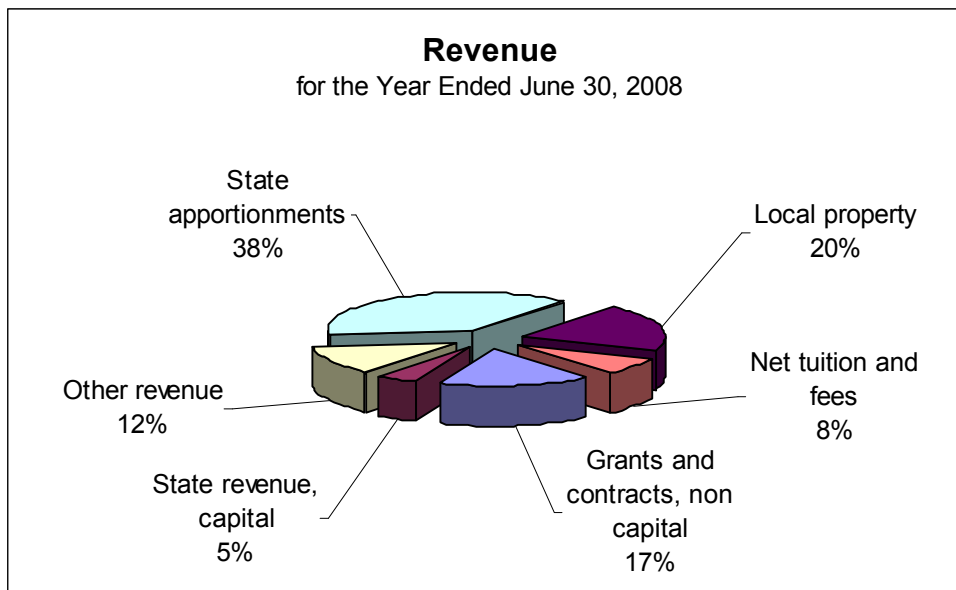 Revenue
for the Year Ended June 30, 2008
State
apportionments
38%
Local property
20%
Net tuition and
fees
8%
Grants and
contracts, non
capital
17%
State revenue,
capital
5%
Other revenue
12%